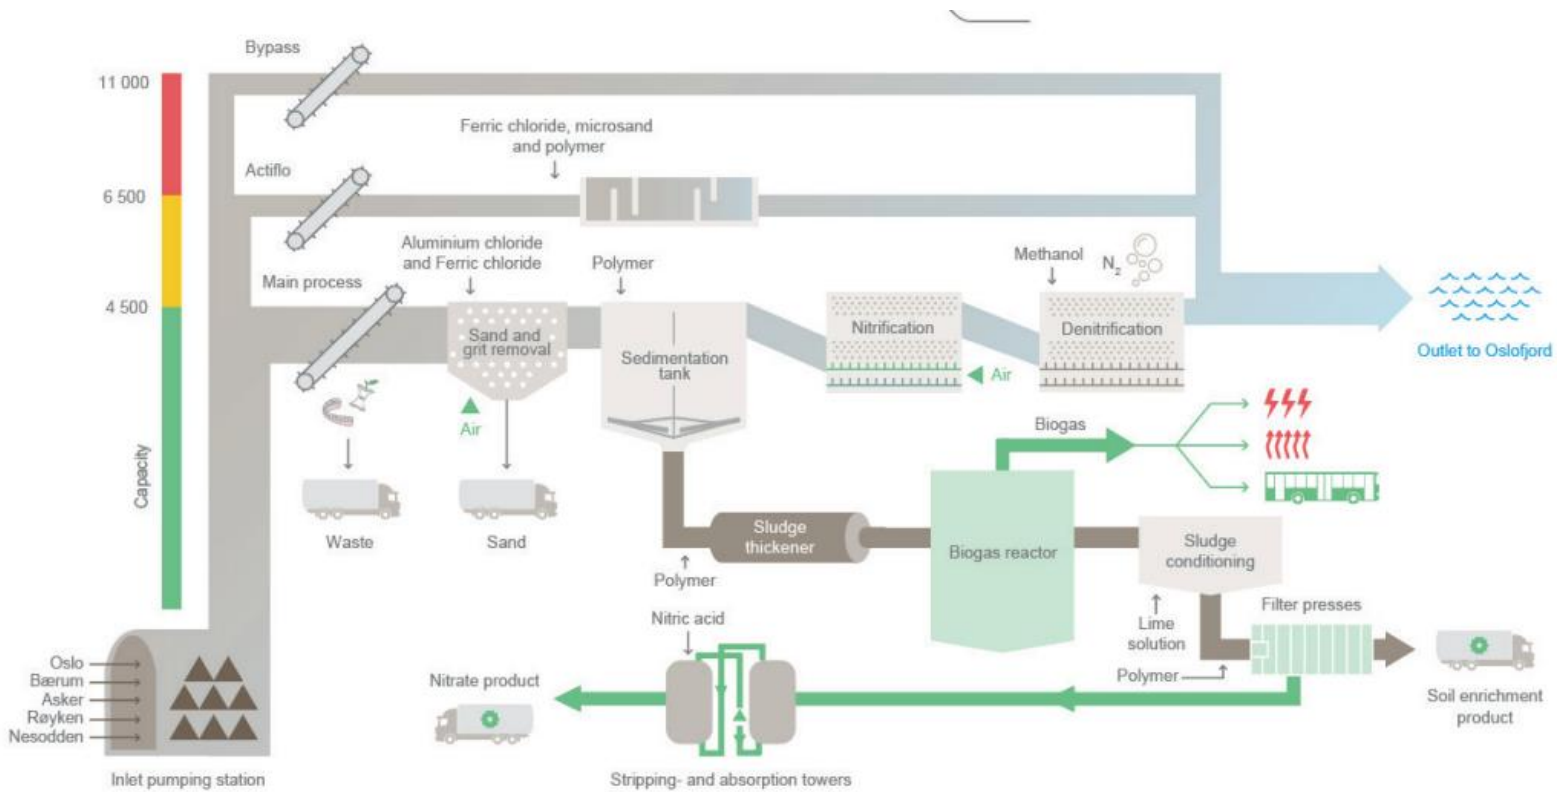 Bypass
11 000
Ferric chloride, microsand
and polymer
Actiflo
6 500
Aluminium chloride
and Ferric chloride
Polymer
Methanol
N2
Main process
4 500
Sand and
grit removal
Sedimentation
tank
Nitrification
Denitrification
Outlet to Oslofjord
Air
Air
Biogas
Capacity
Waste
Sand
Sludge
thickener
Biogas reactor
Sludge
conditioning
Polymer
Nitric acid
Lime
solution
Filter presses
Oslo
Bærum
Asker
Røyken
Nesodden
Nitrate product
Polymer
Soil enrichment
product
Inlet pumping station
Stripping- and absorption towers